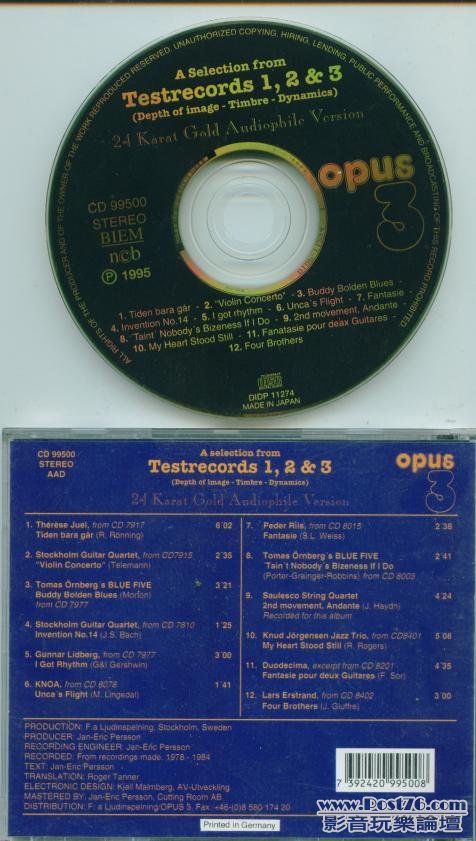 ALL RIGHTS OF THE PRODUCER AND OF THE OWNER OF THE WORK REPRODUCED RESERVED. UNAUTHORIZED COPYING, HIRING, LENDING, PUBLIC PERFORMANCE AND BROADCASTING OF THIS RECORD PROHIBITED
A Selection from
Testrecords 1, 2 & 3
(Depth of image - Timbre - Dynamics)
24 Karat Gold Audiophile Version
opus
3
CD 99500
STEREO
BIEM
ncb
Ⓟ 1995
1. Tiden bara går - 2. "Violin Concerto" - 3. Buddy Bolden Blues -
4. Invention No.14 - 5. I got rhythm - 6. Unca´s Flight - 7. Fantasie -
8. "Taint´ Nobody´s Bizeness If I Do - 9. 2nd movement, Andante -
10. My Heart Stood Still - 11. Fanatasie pour deax Guitares -
12. Four Brothers
DIDP 11274
MADE IN JAPAN
CD 99500
STEREO
AAD
A selection from
Testrecords 1, 2 & 3
(Depth of image - Timbre - Dynamics)
24 Karat Gold Audiophile Version
opus
3
1. Thérèse Juel, from CD 7917 6'02
Tiden bara går (R. Rönning)
2. Stockholm Guitar Quartet, from CD7915 2'35
"Violin Concerto" (Telemann)
3. Tomas Örnberg´s BLUE FIVE 3'21
Buddy Bolden Blues (Morton)
from CD 7977
4. Stockholm Guitar Quartet, from CD 7810 1'25
Invention No.14 (J.S. Bach)
5. Gunnar Lidberg, from CD 7977 3'00
I Got Rhythm (G&I Gershwin)
6. KNOA, from CD 8078 1'41
Unca´s Flight (M. Lingedal)
7. Peder Riis, from CD 8015 2'38
Fantasie (S.L. Weiss)
8. Tomas Örnberg´s BLUE FIVE 2'41
"Tain´t Nobody´s Bizeness If I Do
(Porter-Grainger-Robbins) from CD 8003
9. Saulesco String Quartet 4'24
2nd movement, Andante (J. Haydn)
Recorded for this album
10. Knud Jörgensen Jazz Trio, from CD8401 5'08
My Heart Stood Still (R. Rogers)
11. Duodecima, excerpt from CD 8201 4'35
Fantasie pour deux Guitares (F. Sor)
12. Lars Erstrand, from CD 8402 3'00
Four Brothers (J. Giuffre)
PRODUCTION: F:a Ljudinspelning, Stockholm, Sweden
PRODUCER: Jan-Eric Persson
RECORDING ENGINEER: Jan-Eric Persson
RECORDED: From recordings made, 1978 - 1984
TEXT: Jan-Eric Persson
TRANSLATION: Roger Tanner
ELECTRONIC DESIGN: Kjell Malmberg, AV-Utveckling
MASTERED BY: Jan-Eric Persson, Cutting Room AB
DISTRIBUTION: F: a Ljudinspelning/OPUS 3, Fax: +46-(0)8 580 174 20
7 392420 995008
Printed in Germany
www.Post76.com
影音玩樂論壇